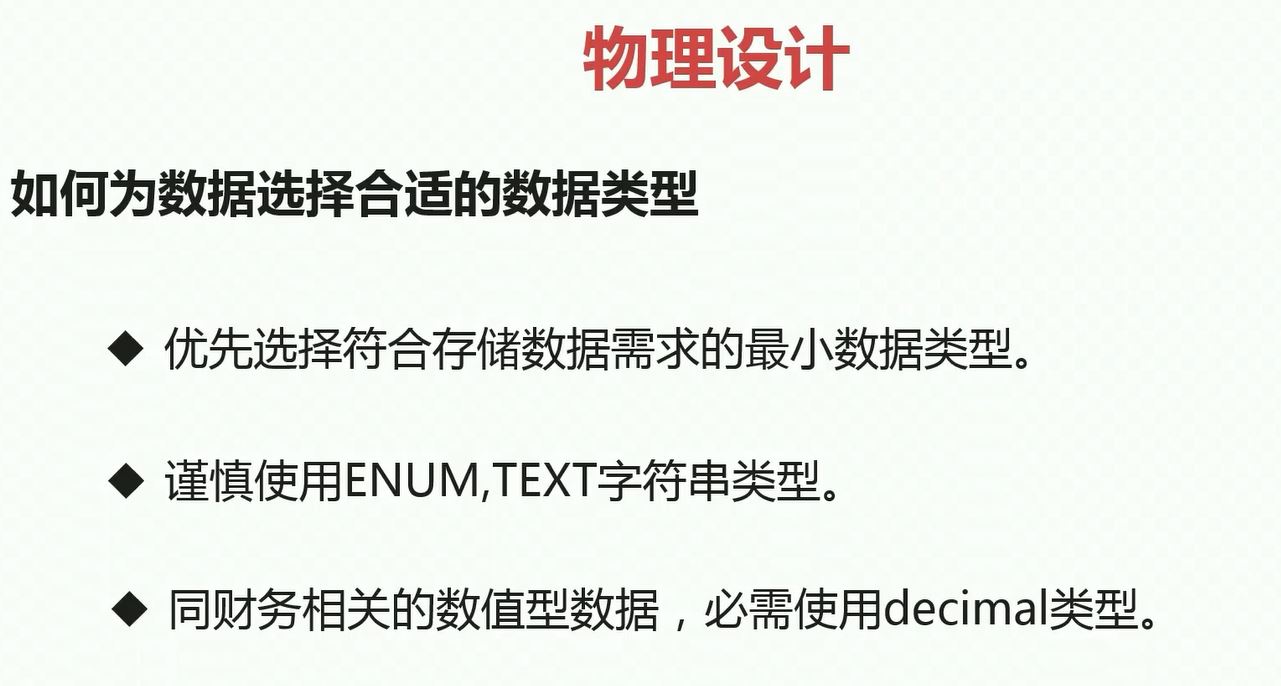 物理设计
如何为数据选择合适的数据类型
◆ 优先选择符合存储数据需求的最小数据类型。
◆ 谨慎使用ENUM,TEXT字符串类型。
◆ 同财务相关的数值型数据，必需使用decimal类型。